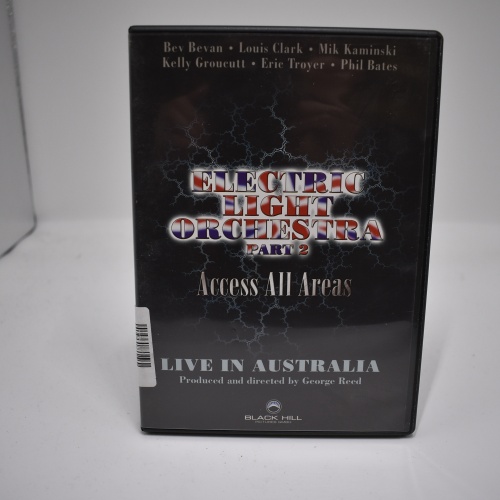 Bev Bevan • Louis Clark • Mik Kaminski
Kelly Groucutt • Eric Troyer • Phil Bates
ELECTRIC
LIGHT
ORCHESTRA
PART 2
Access All Areas
LIVE IN AUSTRALIA
Produced and directed by George Reed
BLACK HILL